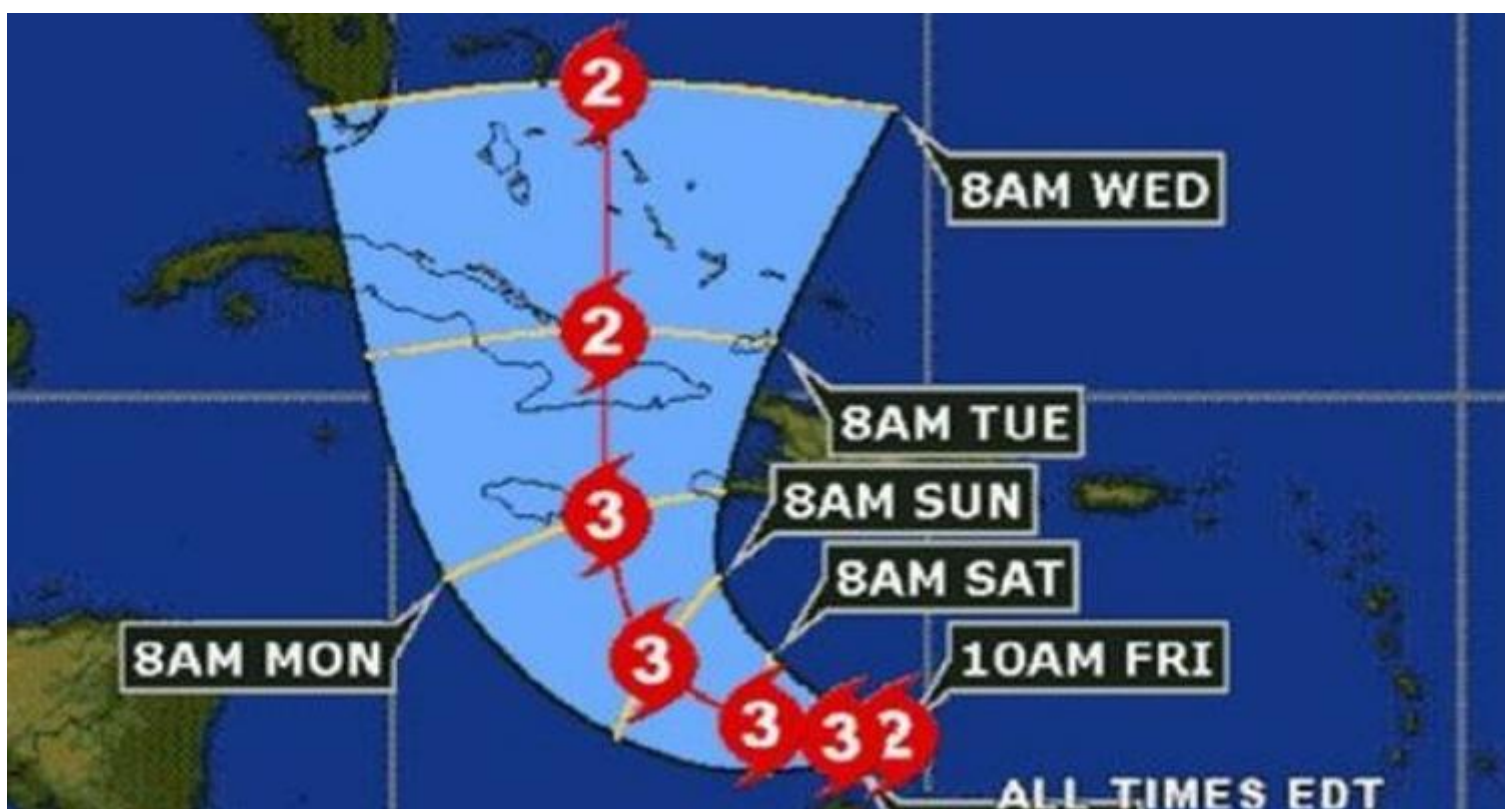 2
8AM WED
2
8AM TUE
3
8AM SUN
8AM SAT
8AM MON
3
10AM FRI
3
3
2
ALL TIMES EDT